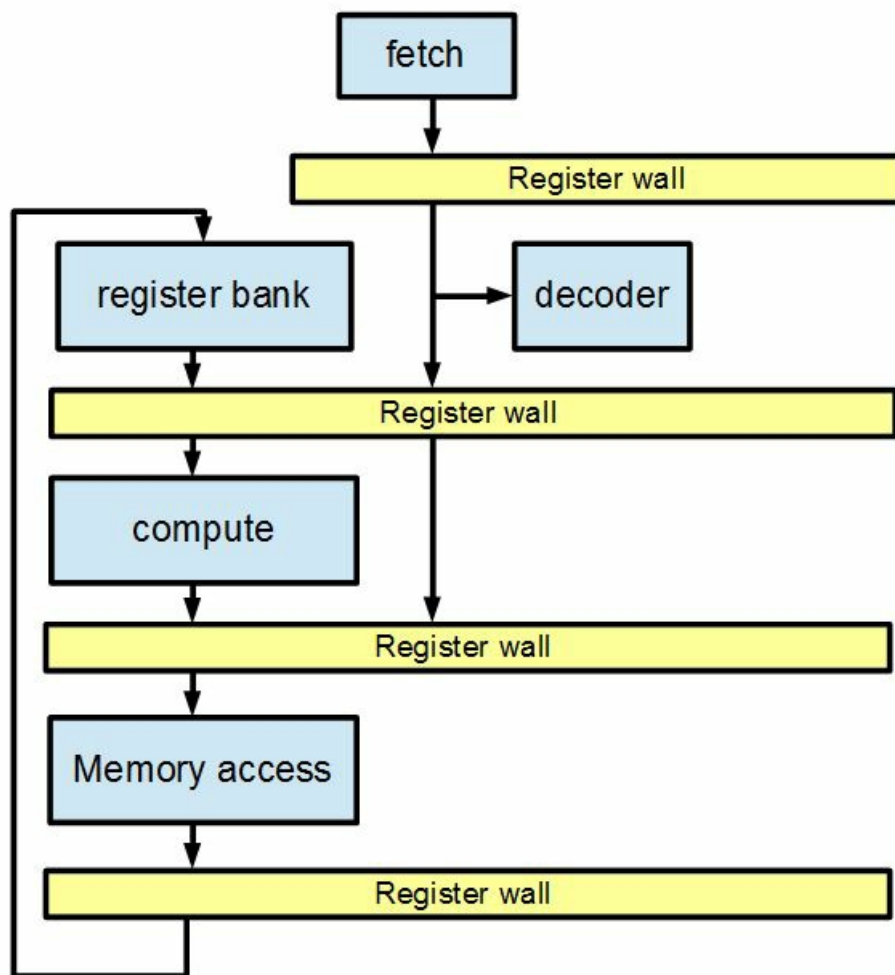 fetch
Register wall
register bank
decoder
Register wall
compute
Register wall
Memory access
Register wall